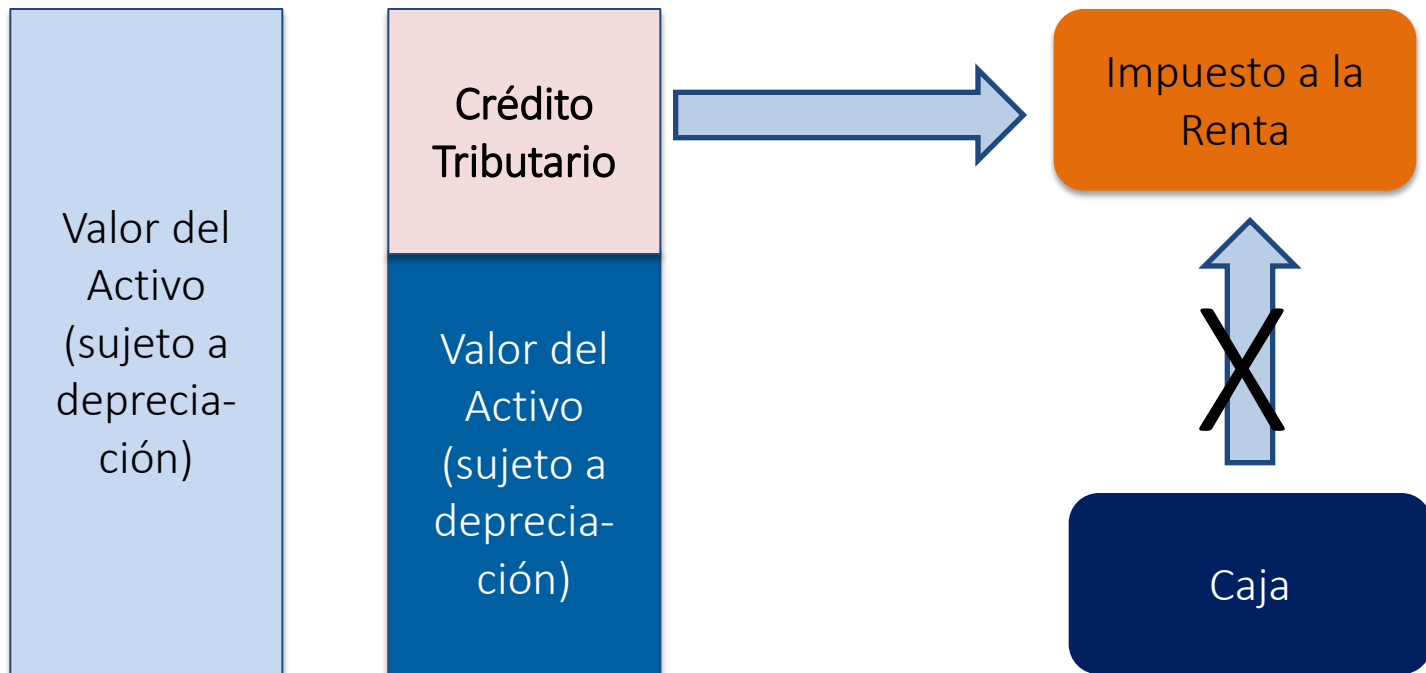 Valor del
Activo
(sujeto a
deprecia-
ción)
Crédito
Tributario
Valor del
Activo
(sujeto a
deprecia-
ción)
Impuesto a la
Renta
X
Caja